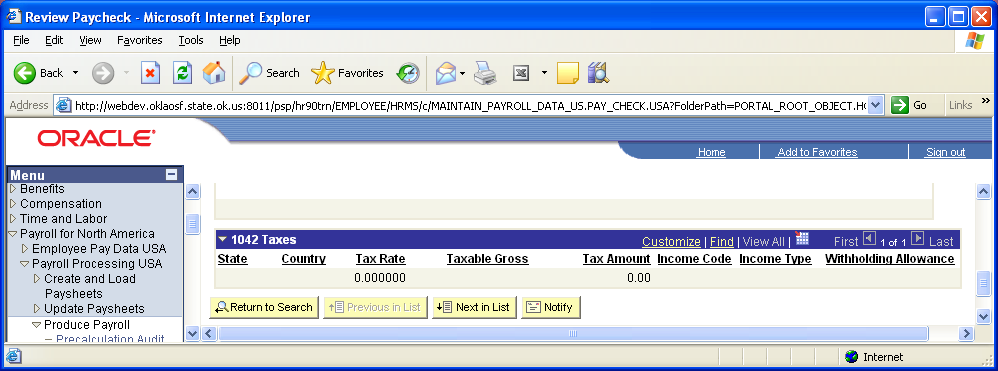 Review Paycheck - Microsoft Internet Explorer
File Edit View Favorites Tools Help
Back Search Favorites
Address http://webdev.oklaosf.state.ok.us:8011/psp/hr90trn/EMPLOYEE/HRMS/c/MAINTAIN_PAYROLL_DATA_US.PAY_CHECK.USA?FolderPath=PORTAL_ROOT_OBJECT.HC Go Links »
ORACLE
Home Add to Favorites Sign out
Menu
Benefits
Compensation
Time and Labor
Payroll for North America
Employee Pay Data USA
Payroll Processing USA
Create and Load
Paysheets
Update Paysheets
Produce Payroll
– Precalculation Audit
1042 Taxes Customize | Find | View All | First 1 of 1 Last
State Country Tax Rate Taxable Gross Tax Amount Income Code Income Type Withholding Allowance
0.000000 0.00
Return to Search Previous in List Next in List Notify
Internet